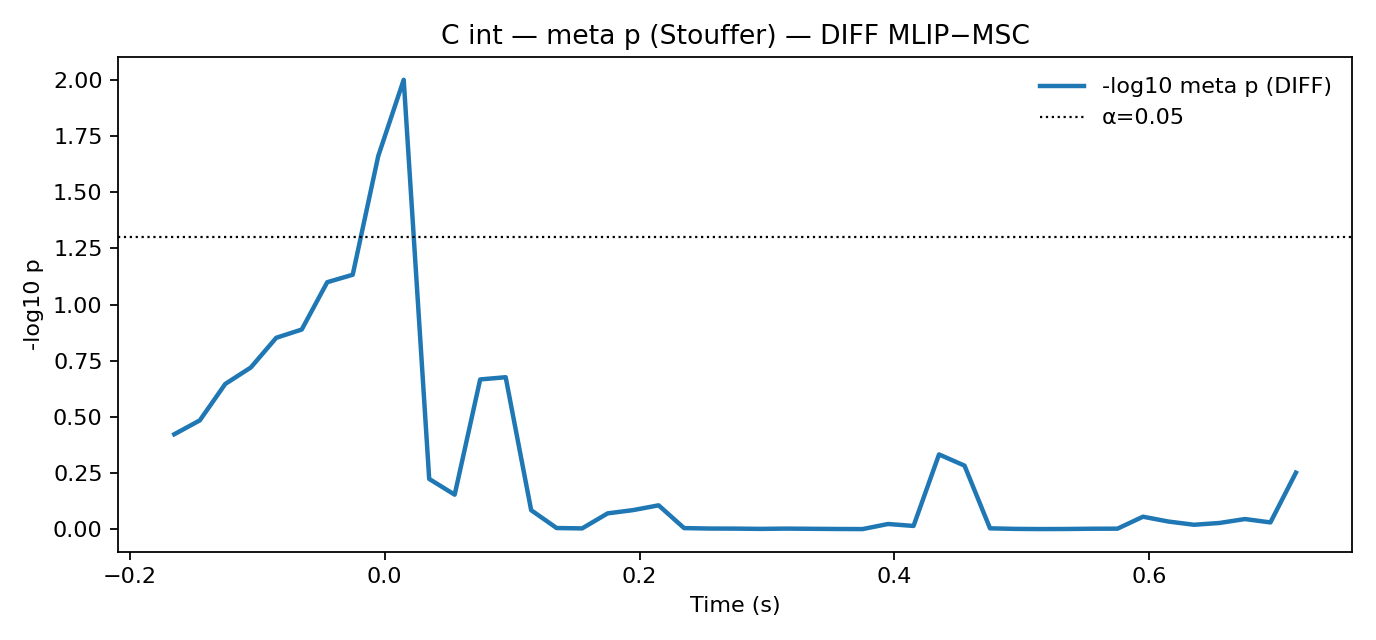 C int — meta p (Stouffer) — DIFF MLIP−MSC
-log10 meta p (DIFF)
α=0.05
-log10 p
2.00
1.75
1.50
1.25
1.00
0.75
0.50
0.25
0.00
−0.2
0.0
0.2
0.4
0.6
Time (s)